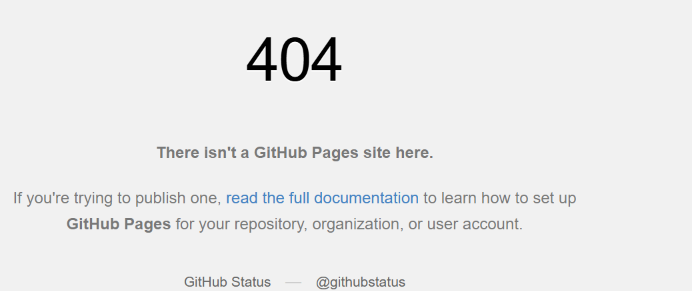 404
There isn't a GitHub Pages site here.
If you're trying to publish one, read the full documentation to learn how to set up
GitHub Pages for your repository, organization, or user account.
GitHub Status — @githubstatus